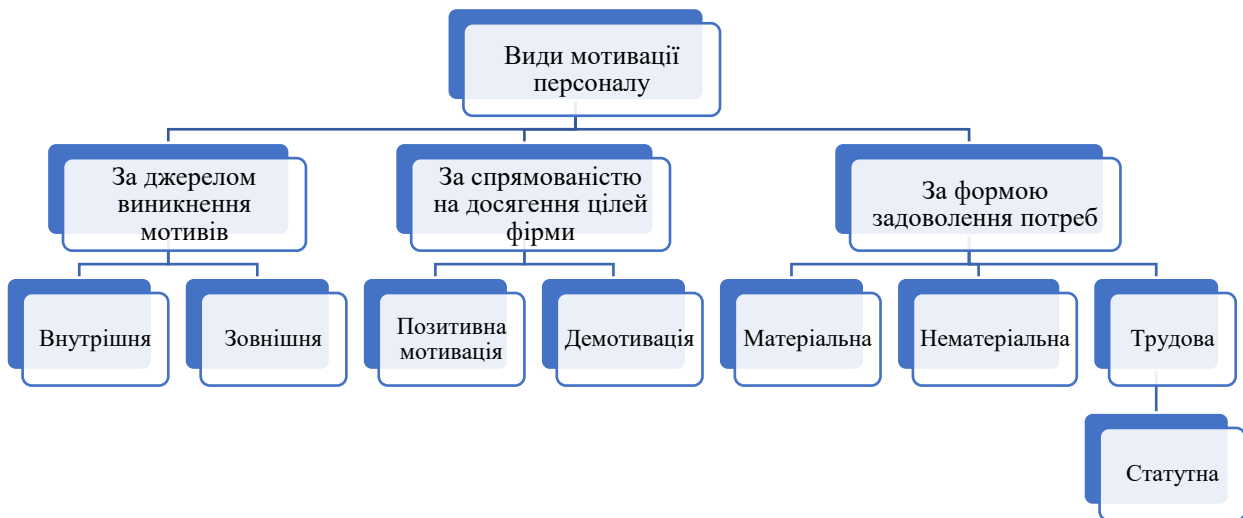 Види мотивації
персоналу
За джерелом
виникнення
мотивів
За спрямованістю
на досягення цілей
фірми
За формою
задоволення потреб
Внутрішня
Зовнішня
Позитивна
мотивація
Демотивація
Матеріальна
Нематеріальна
Трудова
Статутна